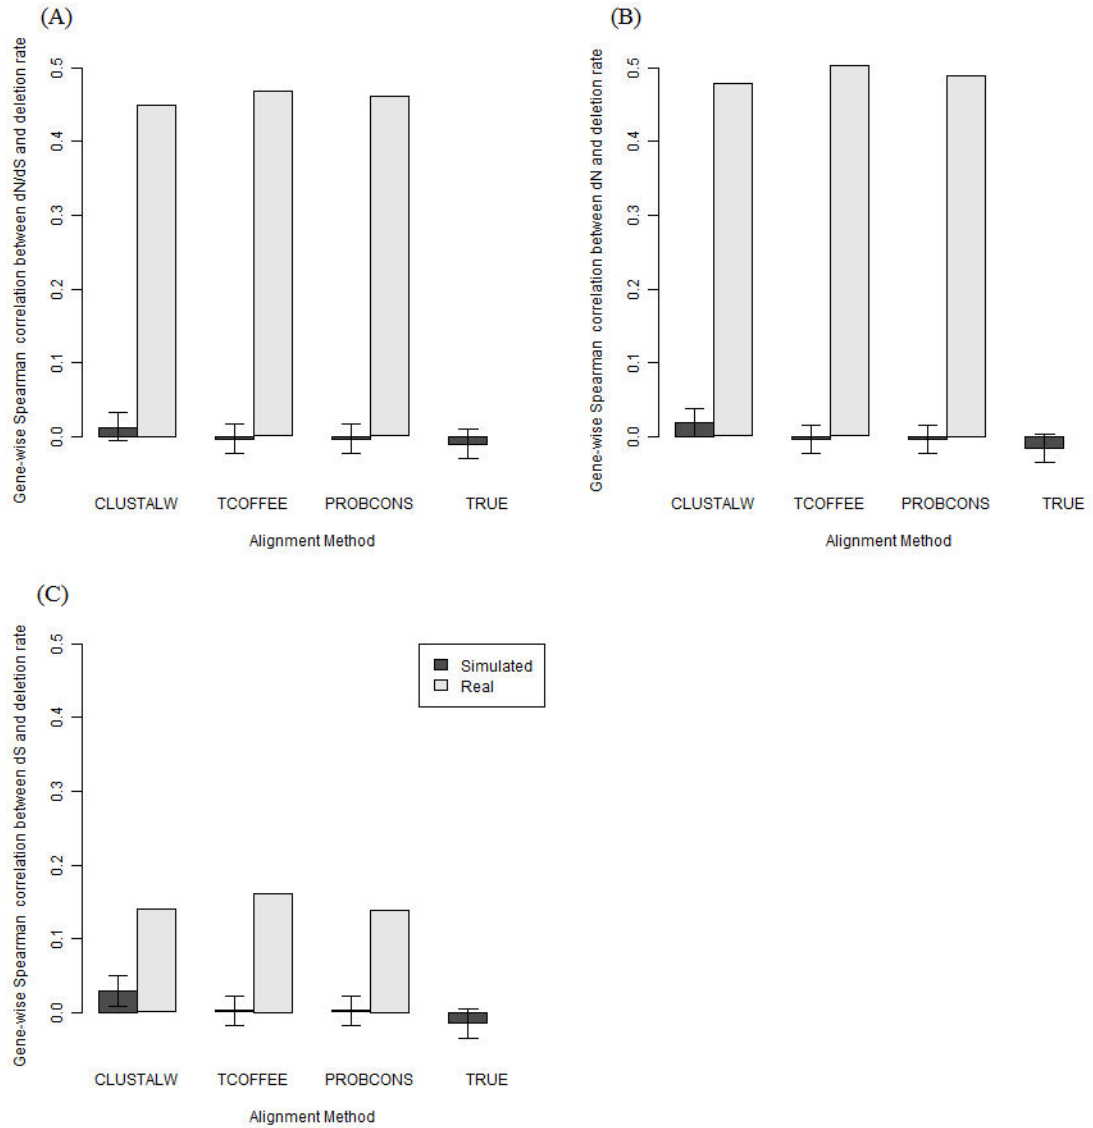 (A)
Gene-wise Spearman correlation between dN/dS and deletion rate
0.5
0.4
0.3
0.2
0.1
0.0
CLUSTALW TCOFFEE PROBCONS TRUE
Alignment Method
(B)
Gene-wise Spearman correlation between dN and deletion rate
0.5
0.4
0.3
0.2
0.1
0.0
CLUSTALW TCOFFEE PROBCONS TRUE
Alignment Method
(C)
Gene-wise Spearman correlation between dS and deletion rate
0.5
0.4
0.3
0.2
0.1
0.0
Simulated
Real
CLUSTALW TCOFFEE PROBCONS TRUE
Alignment Method